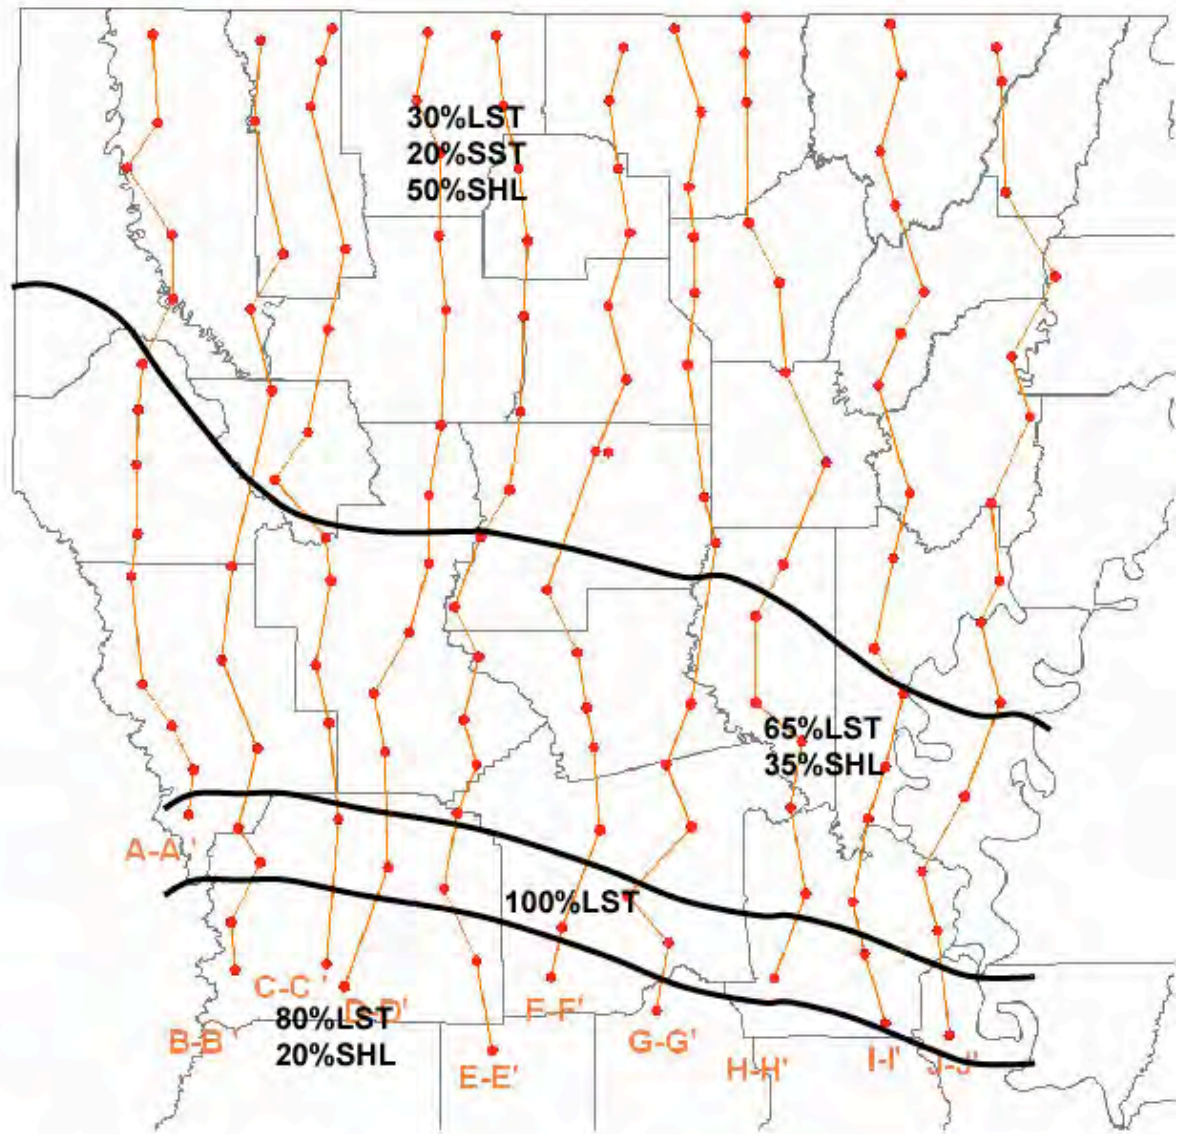 30%LST
20%SST
50%SHL
65%LST
35%SHL
A-A'
100%LST
C-C'
D-D'
F-F'
80%LST
20%SHL
B-B
G-G'
E-E'
H-H'
I-I'
J-J'